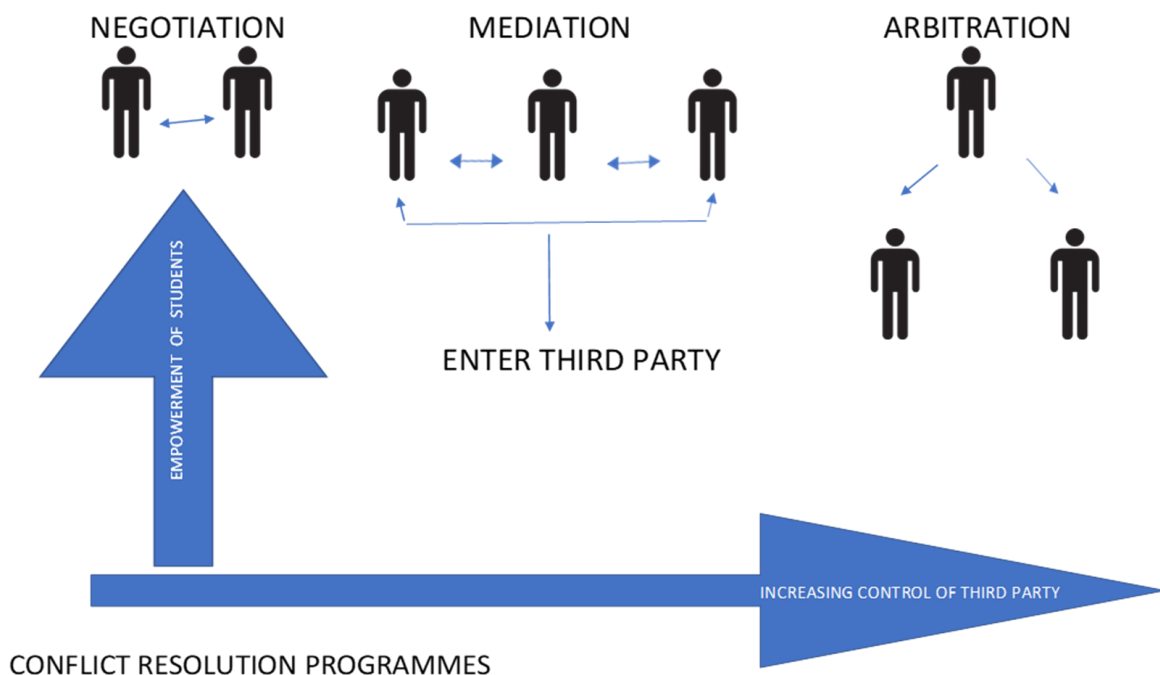 NEGOTIATION
MEDIATION
ARBITRATION
EMPOWERMENT OF STUDENTS
ENTER THIRD PARTY
INCREASING CONTROL OF THIRD PARTY
CONFLICT RESOLUTION PROGRAMMES